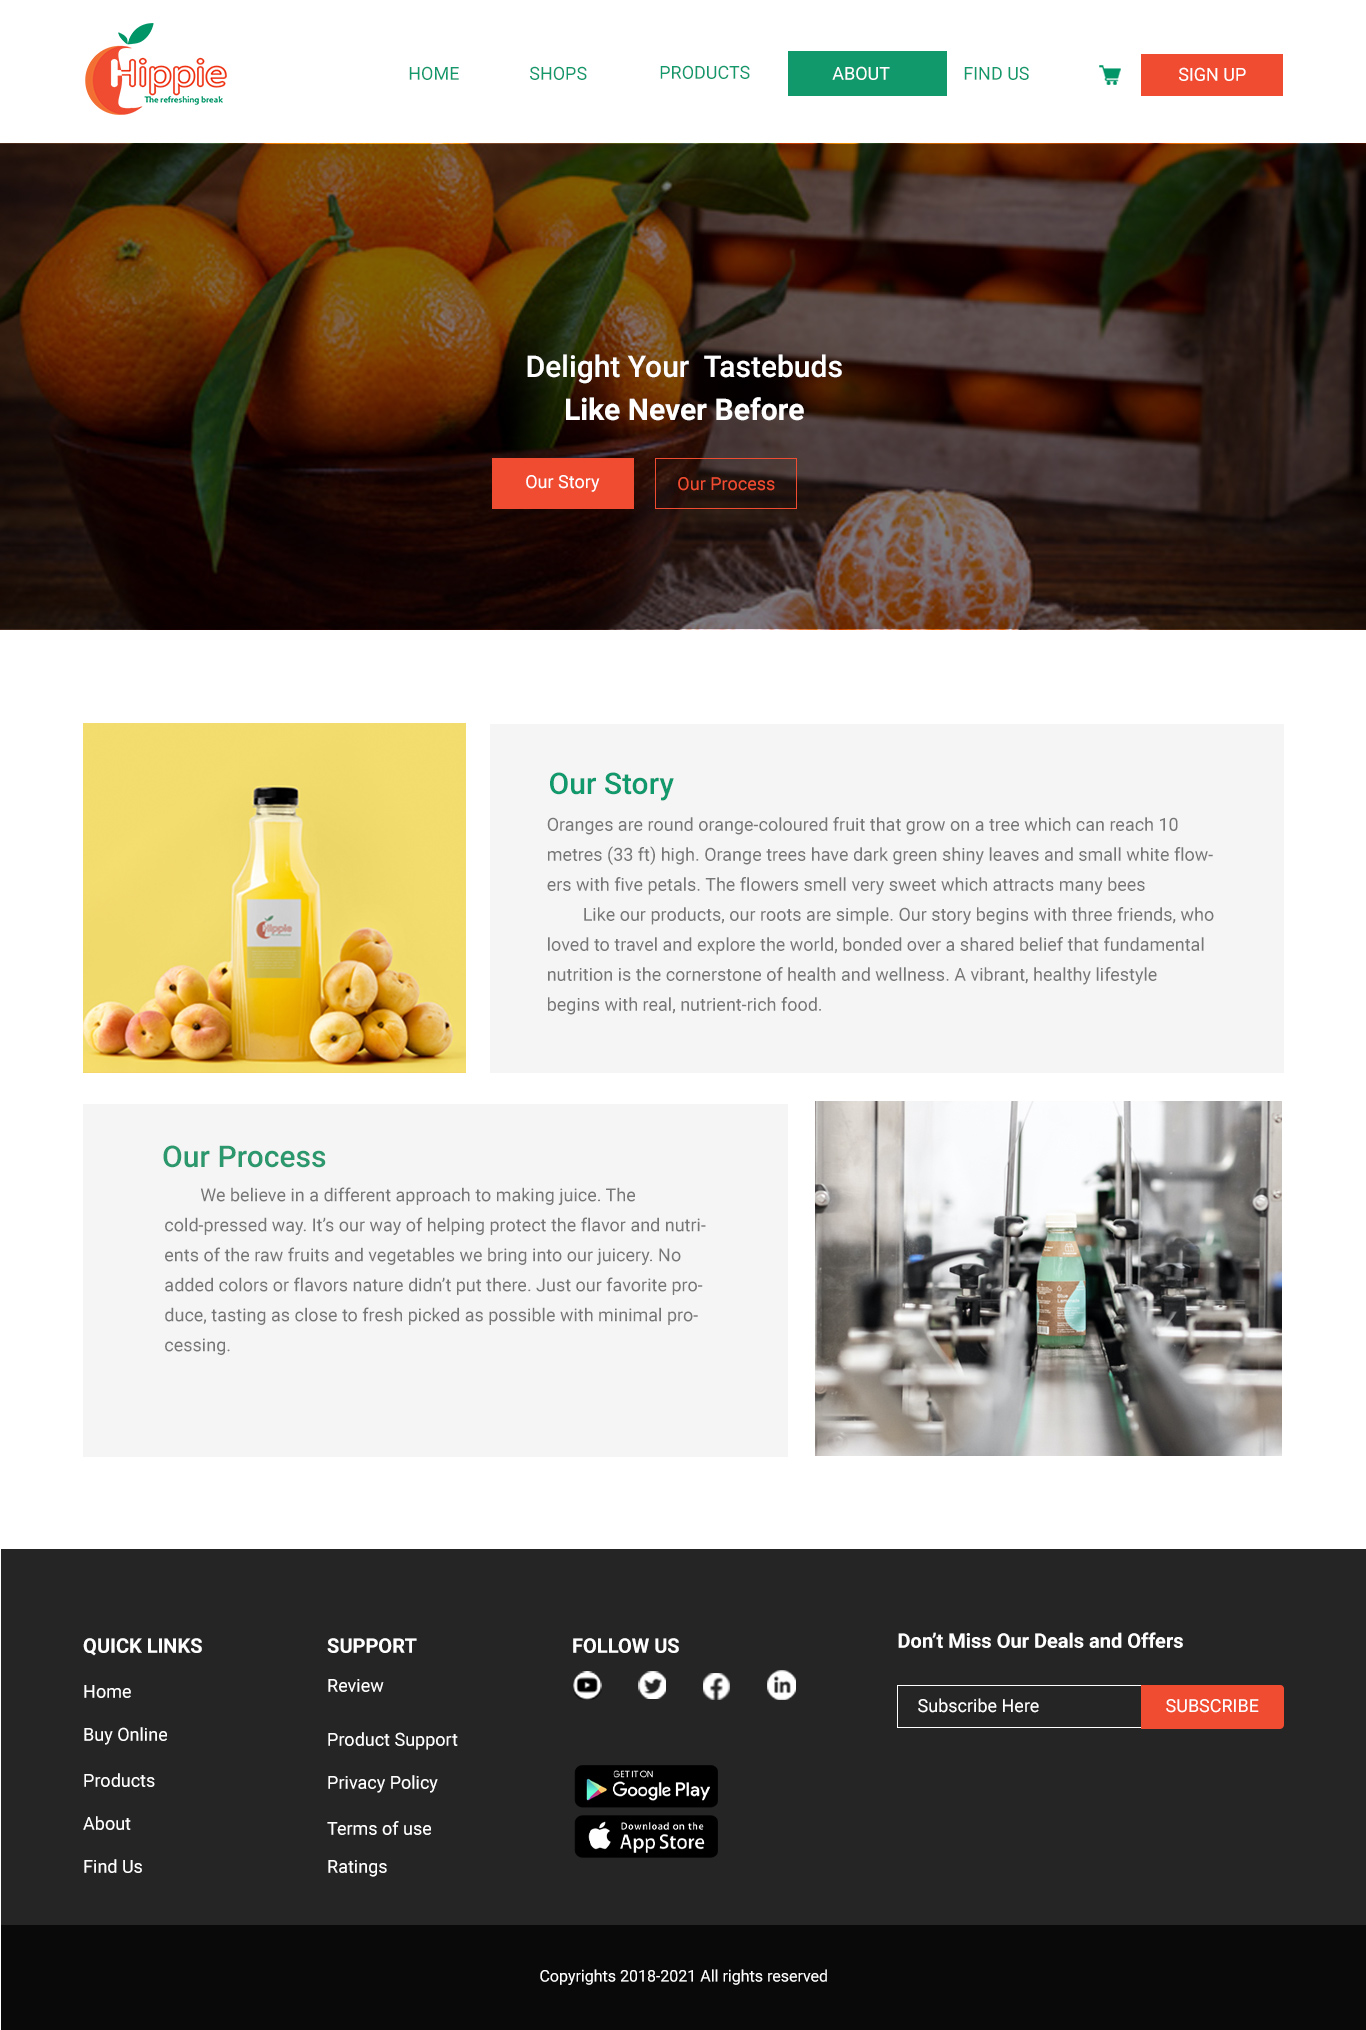 Hippie
The refreshing break
HOME
SHOPS
PRODUCTS
ABOUT
FIND US
SIGN UP
Delight Your Tastebuds
Like Never Before
Our Story
Our Process
Hippie
Our Story
Oranges are round orange-coloured fruit that grow on a tree which can reach 10
metres (33 ft) high. Orange trees have dark green shiny leaves and small white flow-
ers with five petals. The flowers smell very sweet which attracts many bees
Like our products, our roots are simple. Our story begins with three friends, who
loved to travel and explore the world, bonded over a shared belief that fundamental
nutrition is the cornerstone of health and wellness. A vibrant, healthy lifestyle
begins with real, nutrient-rich food.
Our Process
We believe in a different approach to making juice. The
cold-pressed way. It’s our way of helping protect the flavor and nutri-
ents of the raw fruits and vegetables we bring into our juicery. No
added colors or flavors nature didn’t put there. Just our favorite pro-
duce, tasting as close to fresh picked as possible with minimal pro-
cessing.
QUICK LINKS
Home
Buy Online
Products
About
Find Us
SUPPORT
Review
Product Support
Privacy Policy
Terms of use
Ratings
FOLLOW US
in
GET IT ON
Google Play
Download on the
App Store
Don’t Miss Our Deals and Offers
Subscribe Here
SUBSCRIBE
Copyrights 2018-2021 All rights reserved